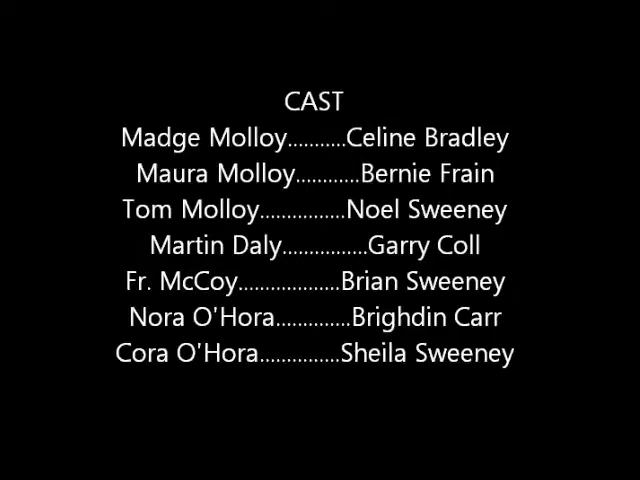 CAST
Madge Molloy...........Celine Bradley
Maura Molloy............Bernie Frain
Tom Molloy................Noel Sweeney
Martin Daly................Garry Coll
Fr. McCoy...................Brian Sweeney
Nora O'Hora..............Brighdin Carr
Cora O'Hora...............Sheila Sweeney